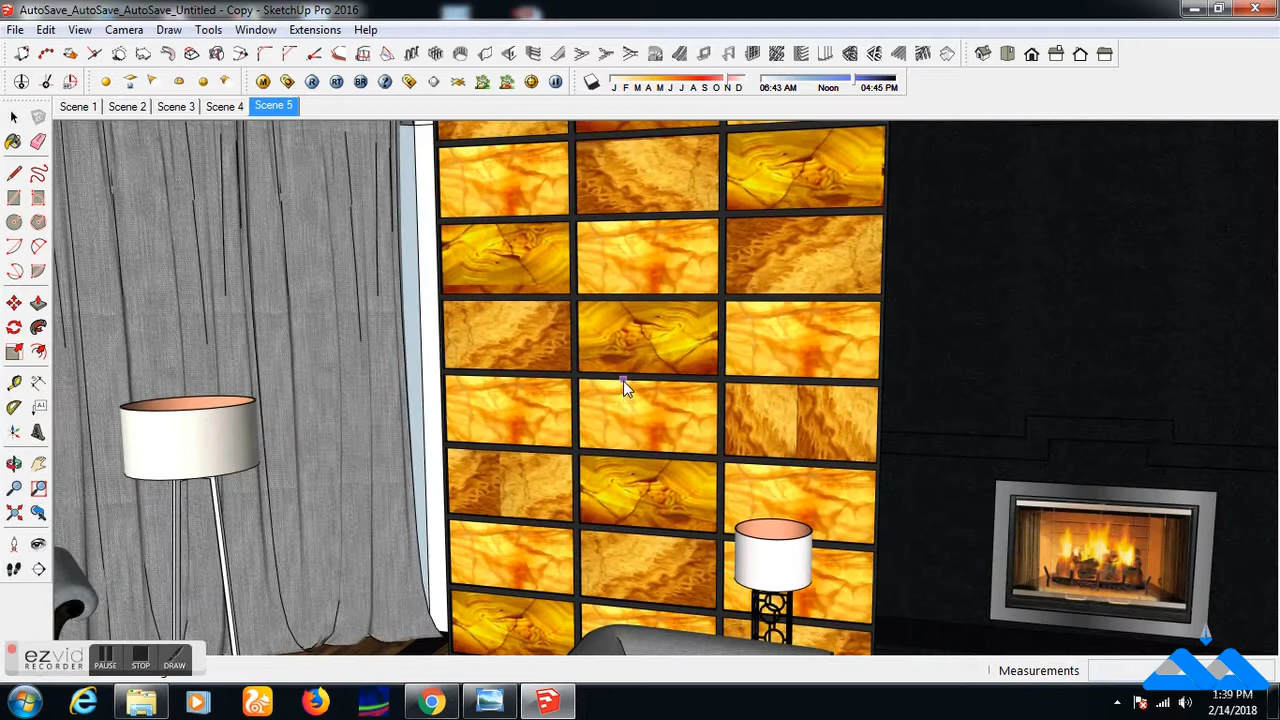 AutoSave_AutoSave_AutoSave_Untitled - Copy - SketchUp Pro 2016
File Edit View Camera Draw Tools Window Extensions Help
M R RT BR ?
J F M A M J J A S O N D 06:43 AM Noon 04:45 PM
Scene 1 Scene 2 Scene 3 Scene 4 Scene 5
ezvid
RECORDER
PAUSE STOP DRAW
Measurements
1:39 PM
2/14/2018